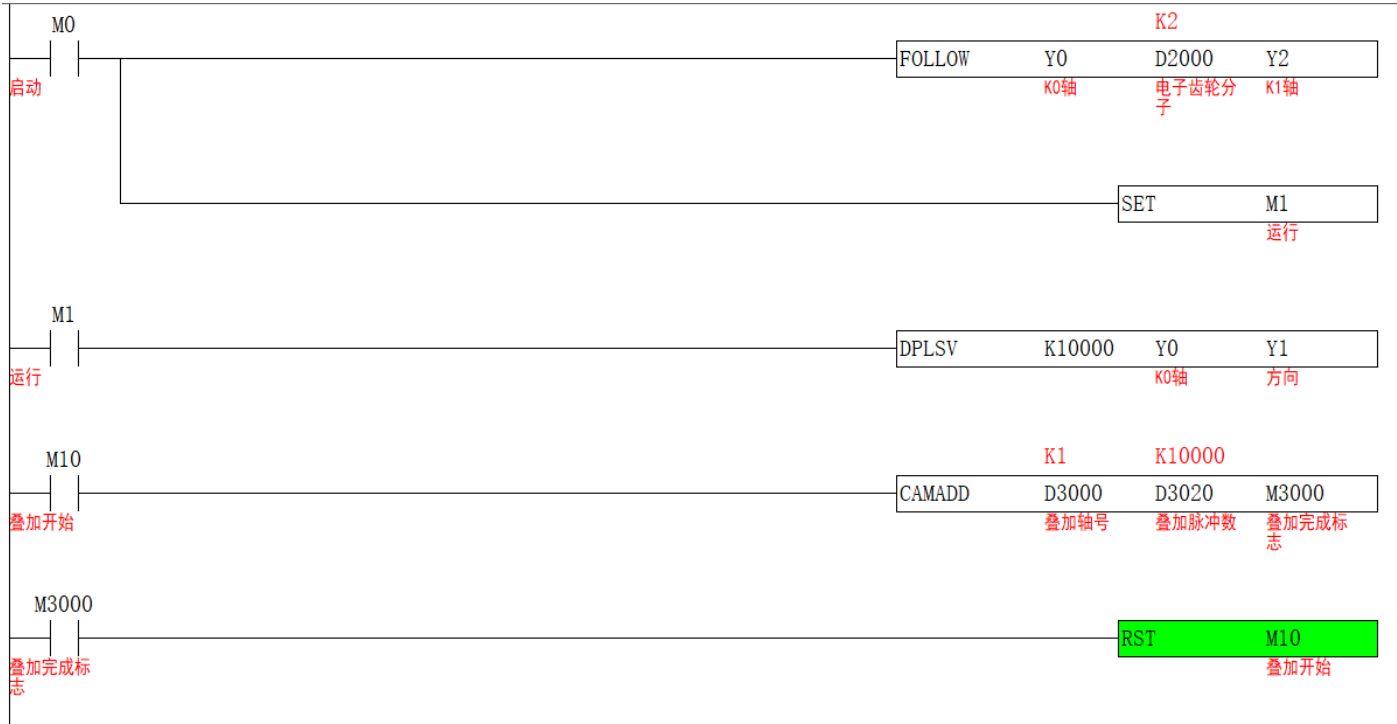 M0
K2
FOLLOW Y0 D2000 Y2
启动
K0轴 电子齿轮分 K1轴
子
SET M1
运行
M1
DPLSV K10000 Y0 Y1
运行
K0轴 方向
M10
K1 K10000
CAMADD D3000 D3020 M3000
叠加开始
叠加轴号 叠加脉冲数 叠加完成标
志
M3000
RST M10
叠加完成标
志
叠加开始